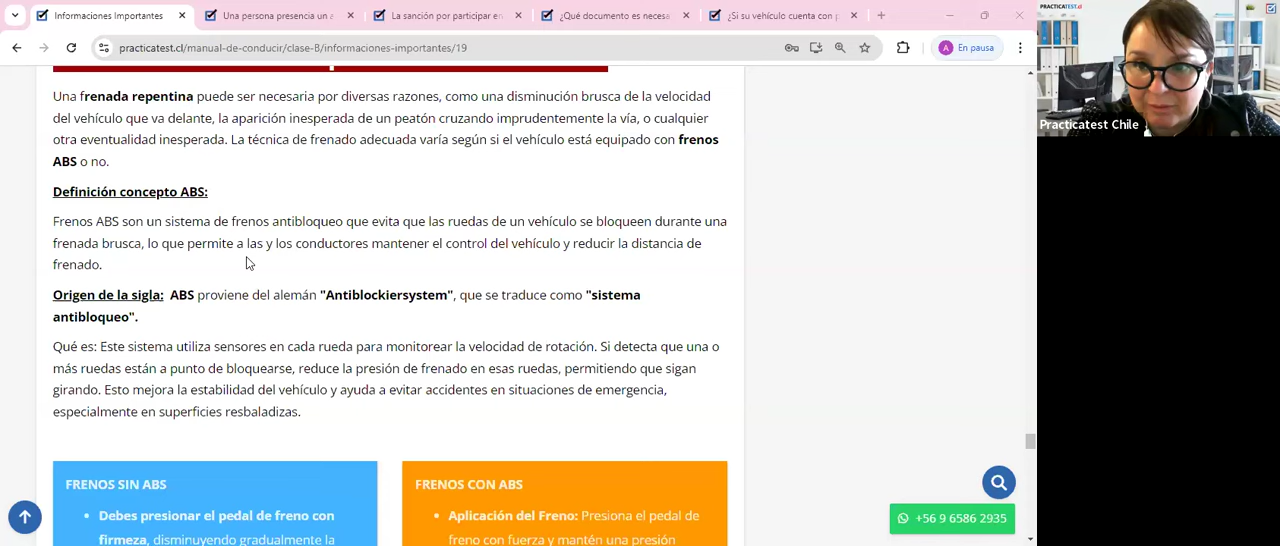 Informaciones Importantes
Una persona presencia un a
La sanción por participar en
¿Qué documento es necesa
¿Si su vehículo cuenta con p
practicatest.cl/manual-de-conducir/clase-B/informaciones-importantes/19
A En pausa
Una frenada repentina puede ser necesaria por diversas razones, como una disminución brusca de la velocidad
del vehículo que va delante, la aparición inesperada de un peatón cruzando imprudentemente la vía, o cualquier
otra eventualidad inesperada. La técnica de frenado adecuada varía según si el vehículo está equipado con frenos
ABS o no.
Definición concepto ABS:
Frenos ABS son un sistema de frenos antibloqueo que evita que las ruedas de un vehículo se bloqueen durante una
frenada brusca, lo que permite a las y los conductores mantener el control del vehículo y reducir la distancia de
frenado.
Origen de la sigla: ABS proviene del alemán "Antiblockiersystem", que se traduce como "sistema
antibloqueo".
Qué es: Este sistema utiliza sensores en cada rueda para monitorear la velocidad de rotación. Si detecta que una o
más ruedas están a punto de bloquearse, reduce la presión de frenado en esas ruedas, permitiendo que sigan
girando. Esto mejora la estabilidad del vehículo y ayuda a evitar accidentes en situaciones de emergencia,
especialmente en superficies resbaladizas.
FRENOS SIN ABS
• Debes presionar el pedal de freno con
firmeza, disminuyendo gradualmente la
FRENOS CON ABS
• Aplicación del Freno: Presiona el pedal de
freno con fuerza y mantén una presión
+56 9 6586 2935
PRACTICATEST.cl
Practicatest Chile